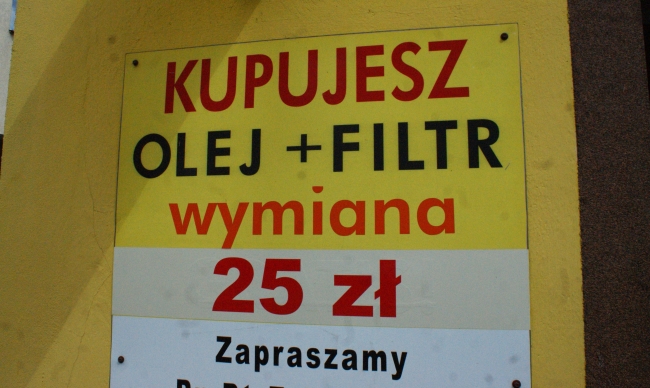 KUPUJESZ
OLEJ +FILTR
wymiana
25 zł
Zapraszamy